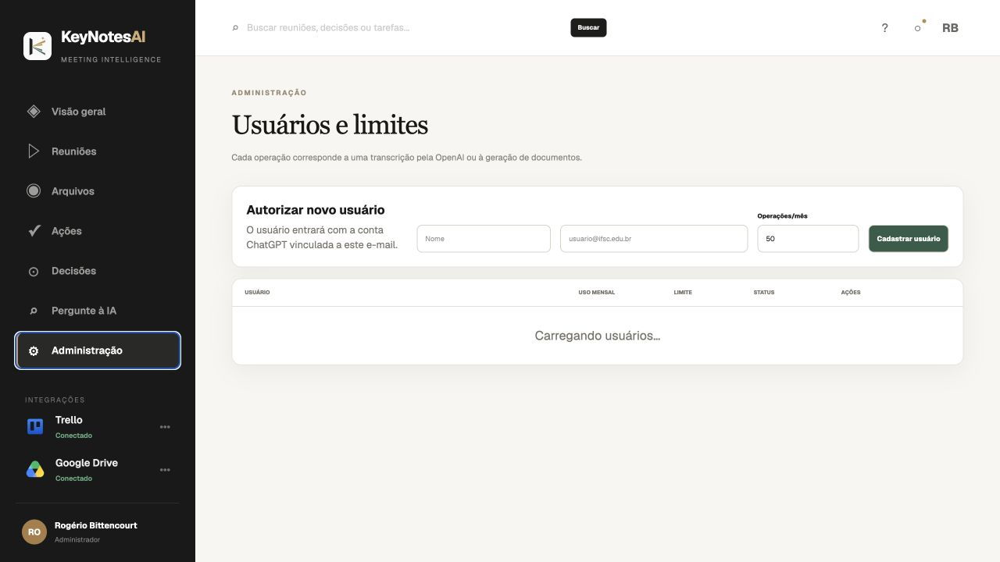 KeyNotesAI
MEETING INTELLIGENCE
Visão geral
Reuniões
Arquivos
Ações
Decisões
Pergunte à IA
Administração
INTEGRAÇÕES
Trello
Conectado
Google Drive
Conectado
RO
Rogério Bittencourt
Administrador
Buscar reuniões, decisões ou tarefas...
Buscar
?
RB
ADMINISTRAÇÃO
Usuários e limites
Cada operação corresponde a uma transcrição pela OpenAI ou à geração de documentos.
Autorizar novo usuário
O usuário entrará com a conta
ChatGPT vinculada a este e-mail.
Nome
usuario@ifsc.edu.br
Operações/mês
50
Cadastrar usuário
USUÁRIO USO MENSAL LIMITE STATUS AÇÕES
Carregando usuários...